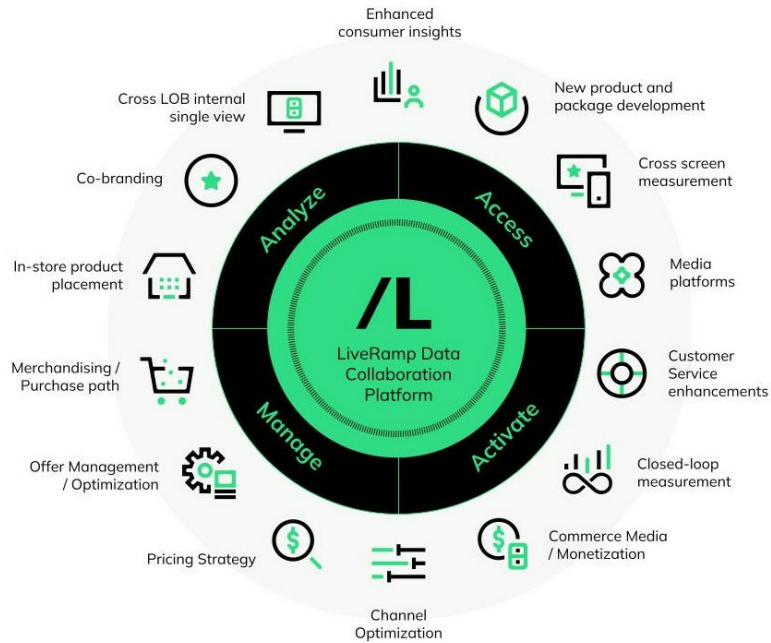 Enhanced
consumer insights
New product and
package development
Cross screen
measurement
Media
platforms
Customer
Service
enhancements
Closed-loop
measurement
Commerce Media
/ Monetization
Channel
Optimization
Pricing Strategy
Offer Management
/ Optimization
Merchandising /
Purchase path
In-store product
placement
Co-branding
Cross LOB internal
single view
Analyze
Access
Activate
Manage
/L
LiveRamp Data
Collaboration
Platform